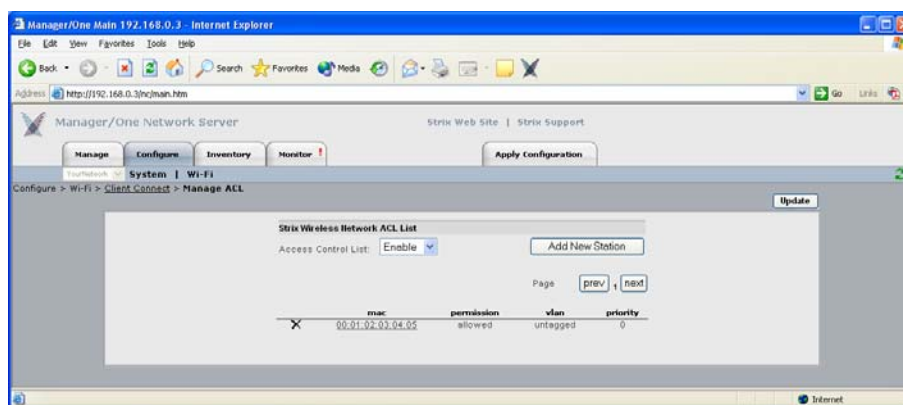 Manager/One Main 192.168.0.3 - Internet Explorer
File Edit View Favorites Tools Help
Back Search Favorites Media
Address http://192.168.0.3/nc/main.htm Go Links
Manager/One Network Server Strix Web Site | Strix Support
Manage Configure Inventory Monitor ! Apply Configuration
YourNetwork System | Wi-Fi
Configure > Wi-Fi > Client Connect > Manage ACL
Update
Strix Wireless Network ACL List
Access Control List: Enable Add New Station
Page prev 1 next
mac permission vlan priority
00:01:02:03:04:05 allowed untagged 0
Internet